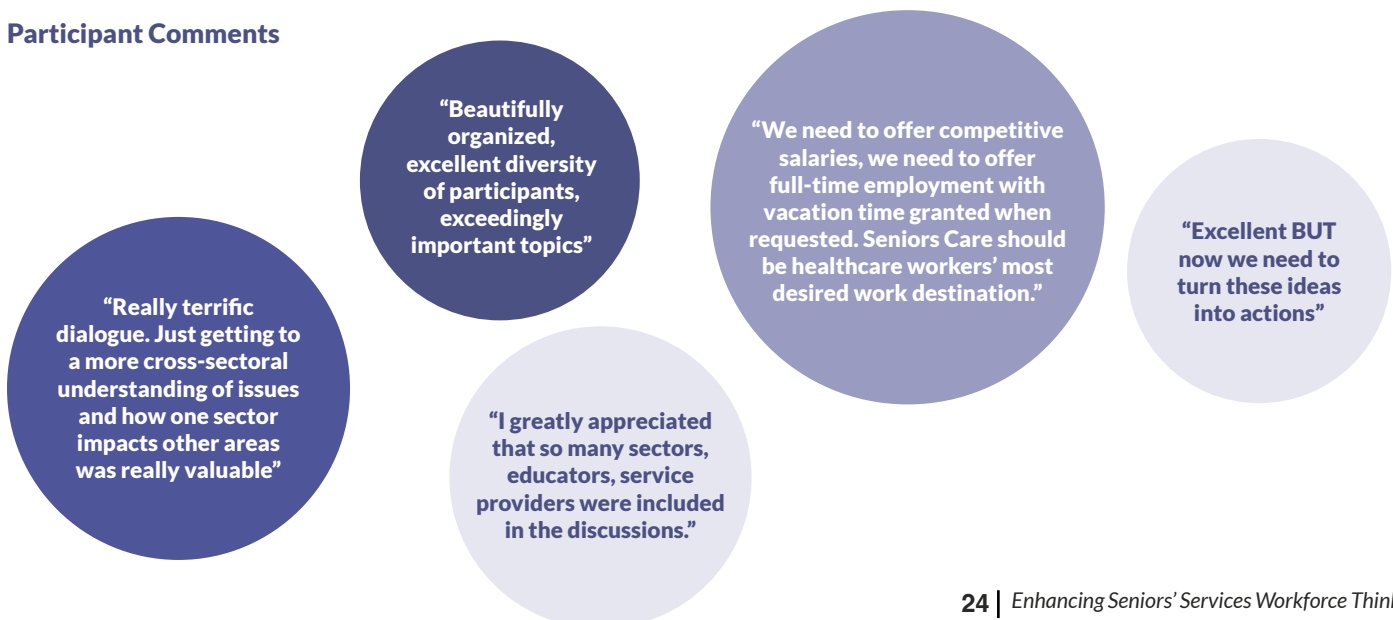 Participant Comments
“Beautifully
organized,
excellent diversity
of participants,
exceedingly
important topics”
“We need to offer competitive
salaries, we need to offer
full-time employment with
vacation time granted when
requested. Seniors Care should
be healthcare workers’ most
desired work destination.”
“Excellent BUT
now we need to
turn these ideas
into actions”
“Really terrific
dialogue. Just getting to
a more cross-sectoral
understanding of issues
and how one sector
impacts other areas
was really valuable”
“I greatly appreciated
that so many sectors,
educators, service
providers were included
in the discussions.”
24 | Enhancing Seniors’ Services Workforce Thin